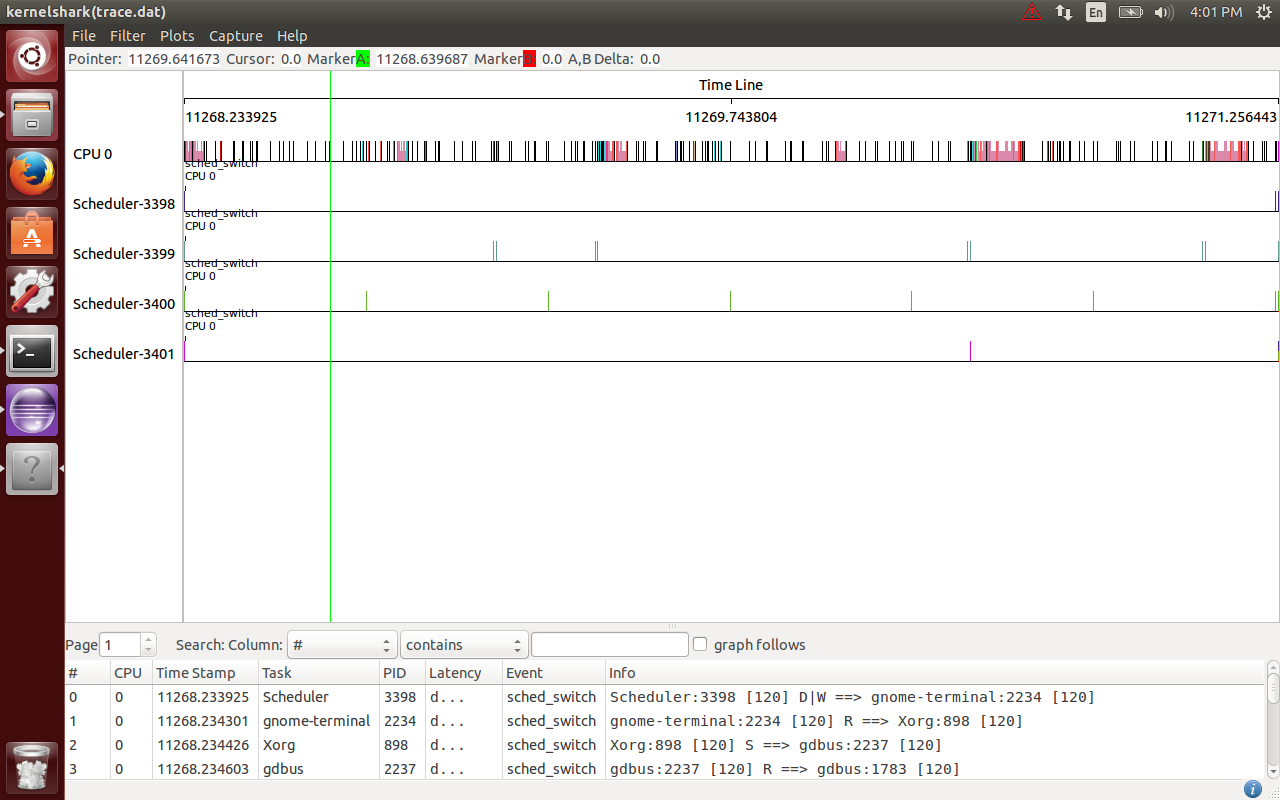 kernelshark(trace.dat)
En
4:01 PM
File Filter Plots Capture Help
Pointer: 11269.641673 Cursor: 0.0 Marker A: 11268.639687 Marker B: 0.0 A,B Delta: 0.0
Time Line
11268.233925 11269.743804 11271.256443
CPU 0
sched_switch
CPU 0
Scheduler-3398
sched_switch
CPU 0
Scheduler-3399
sched_switch
CPU 0
Scheduler-3400
sched_switch
CPU 0
Scheduler-3401
Page 1 Search: Column: # contains graph follows
# CPU Time Stamp Task PID Latency Event Info
0 0 11268.233925 Scheduler 3398 d... sched_switch Scheduler:3398 [120] D|W ==> gnome-terminal:2234 [120]
1 0 11268.234301 gnome-terminal 2234 d... sched_switch gnome-terminal:2234 [120] R ==> Xorg:898 [120]
2 0 11268.234426 Xorg 898 d... sched_switch Xorg:898 [120] S ==> gdbus:2237 [120]
3 0 11268.234603 gdbus 2237 d... sched_switch gdbus:2237 [120] R ==> gdbus:1783 [120]